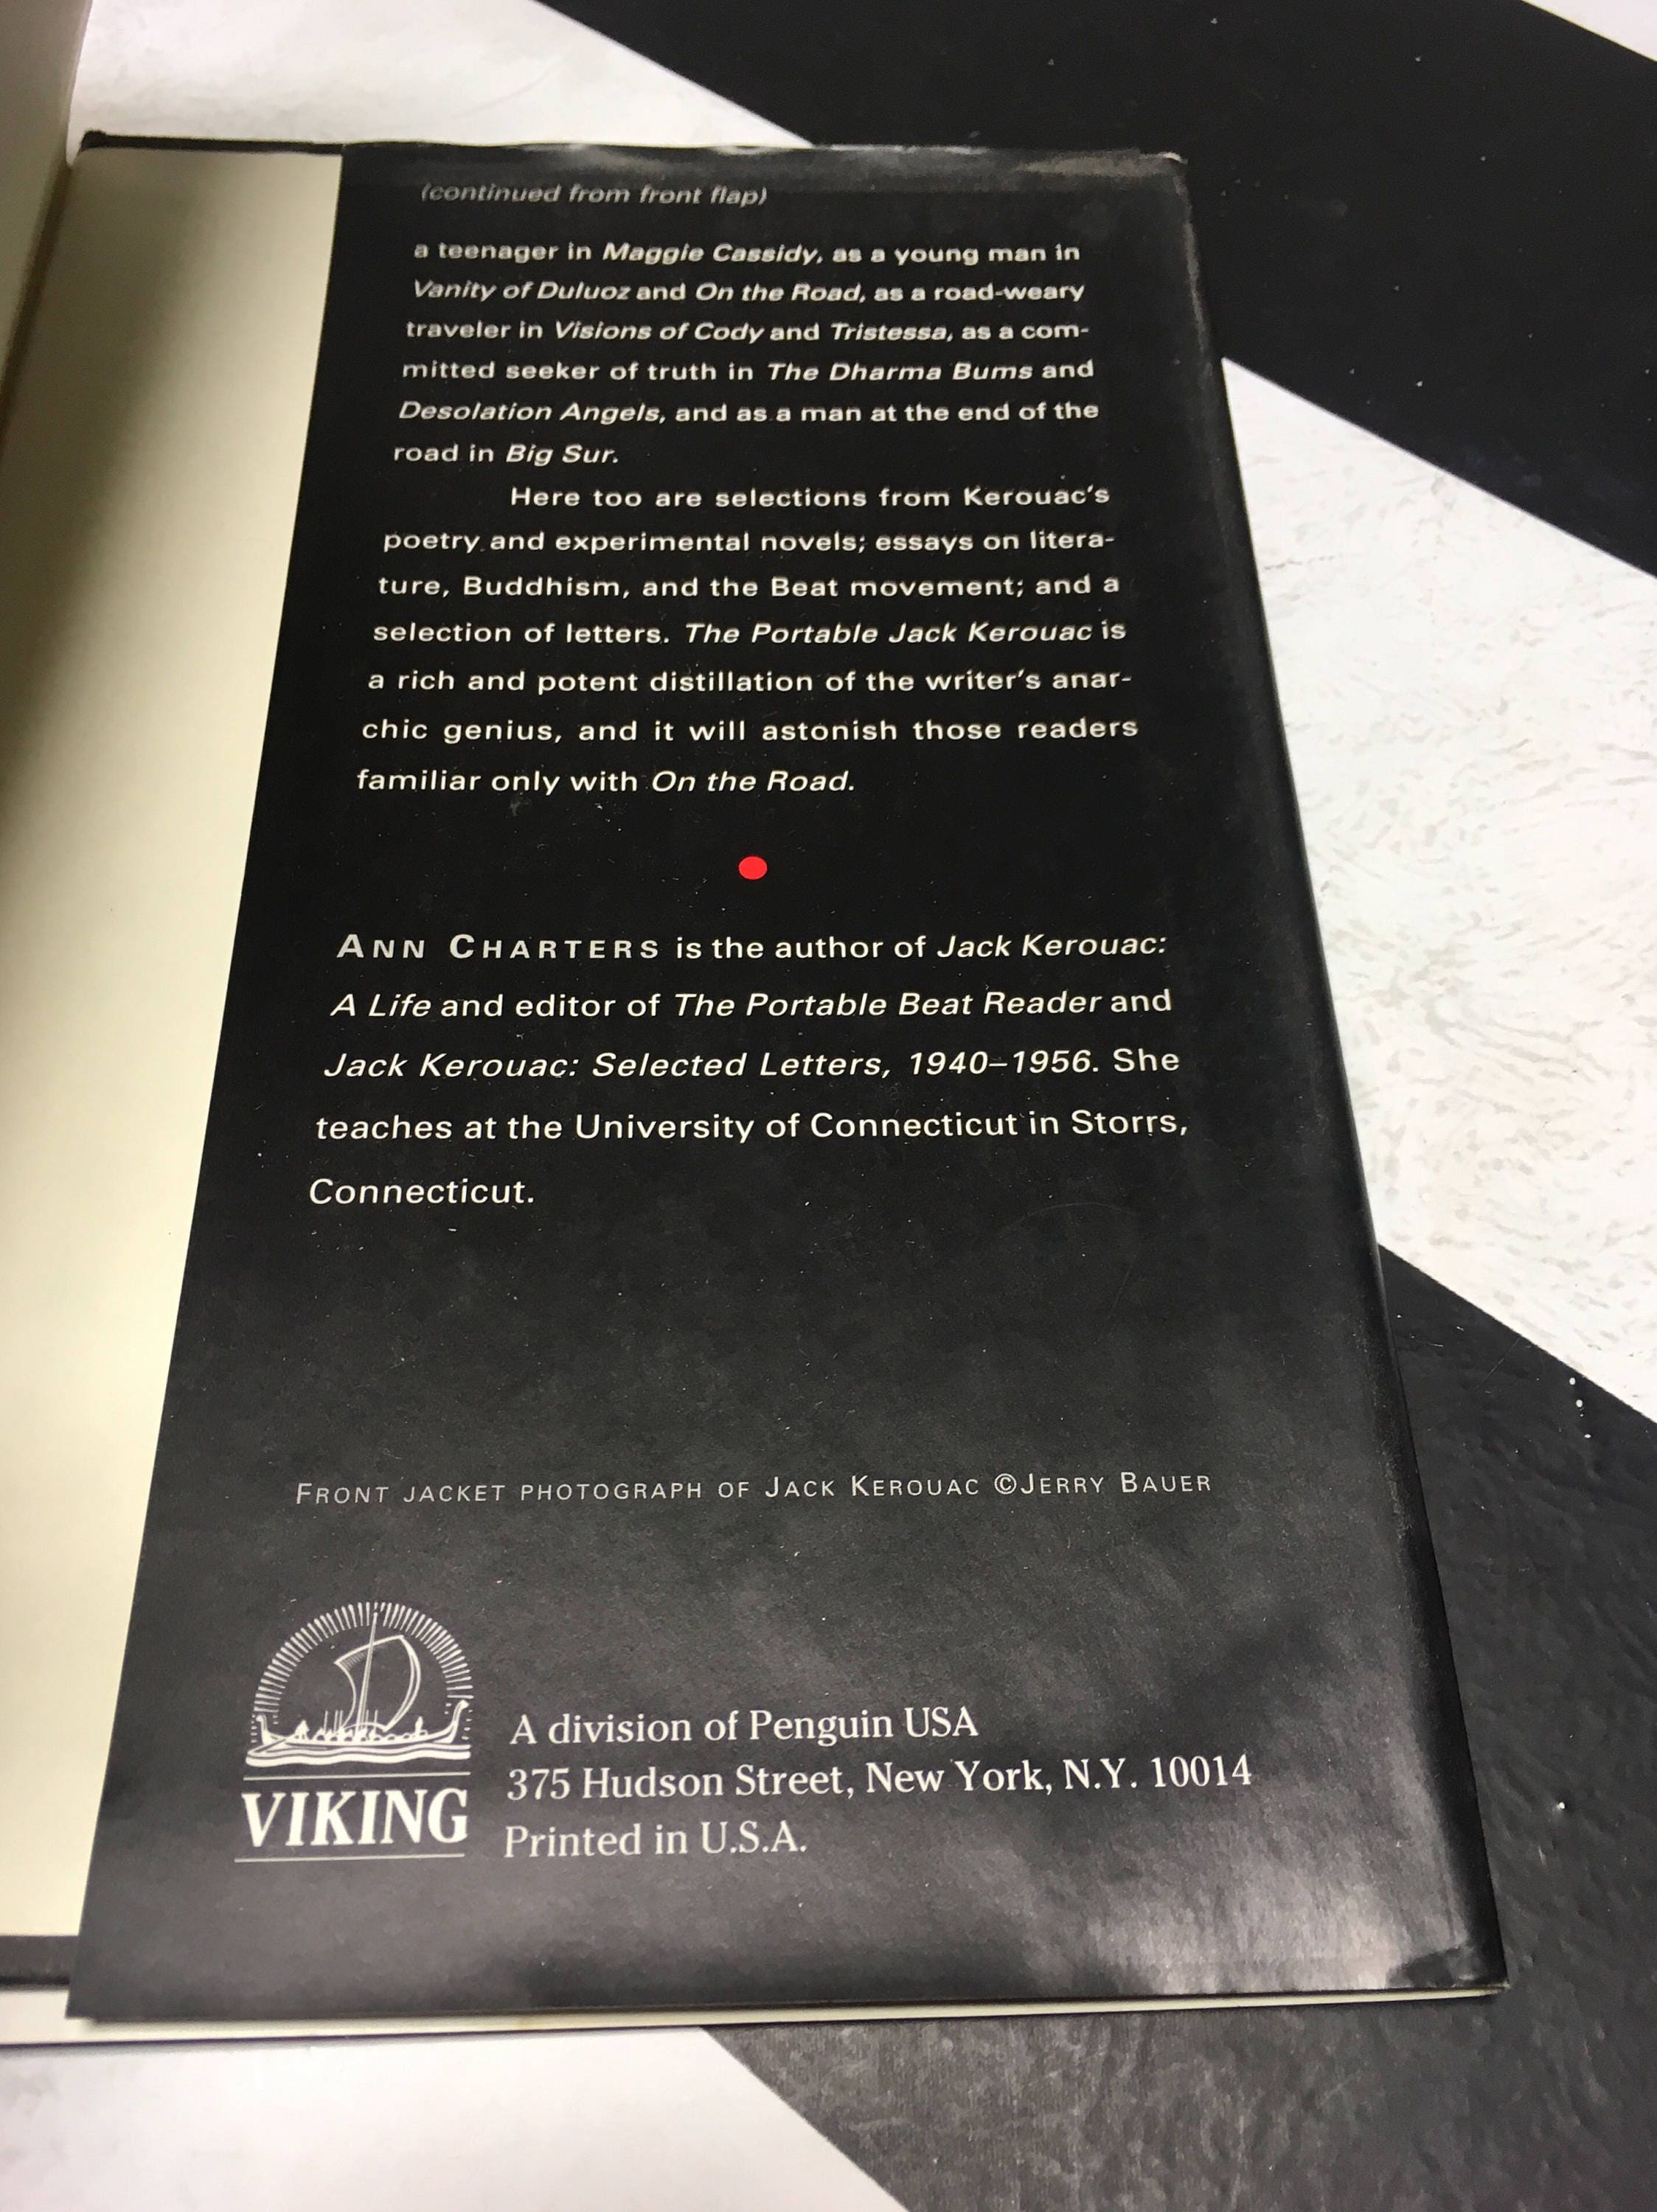 (continued from front flap)
a teenager in Maggie Cassidy, as a young man in
Vanity of Duluoz and On the Road, as a road-weary
traveler in Visions of Cody and Tristessa, as a com-
mitted seeker of truth in The Dharma Bums and
Desolation Angels, and as a man at the end of the
road in Big Sur.
Here too are selections from Kerouac's
poetry and experimental novels; essays on litera-
ture, Buddhism, and the Beat movement; and a
selection of letters. The Portable Jack Kerouac is
a rich and potent distillation of the writer's anar-
chic genius, and it will astonish those readers
familiar only with On the Road.
ANN CHARTERS is the author of Jack Kerouac:
A Life and editor of The Portable Beat Reader and
Jack Kerouac: Selected Letters, 1940–1956. She
teaches at the University of Connecticut in Storrs,
Connecticut.
FRONT JACKET PHOTOGRAPH OF JACK KEROUAC ©JERRY BAUER
VIKING
A division of Penguin USA
375 Hudson Street, New York, N.Y. 10014
Printed in U.S.A.